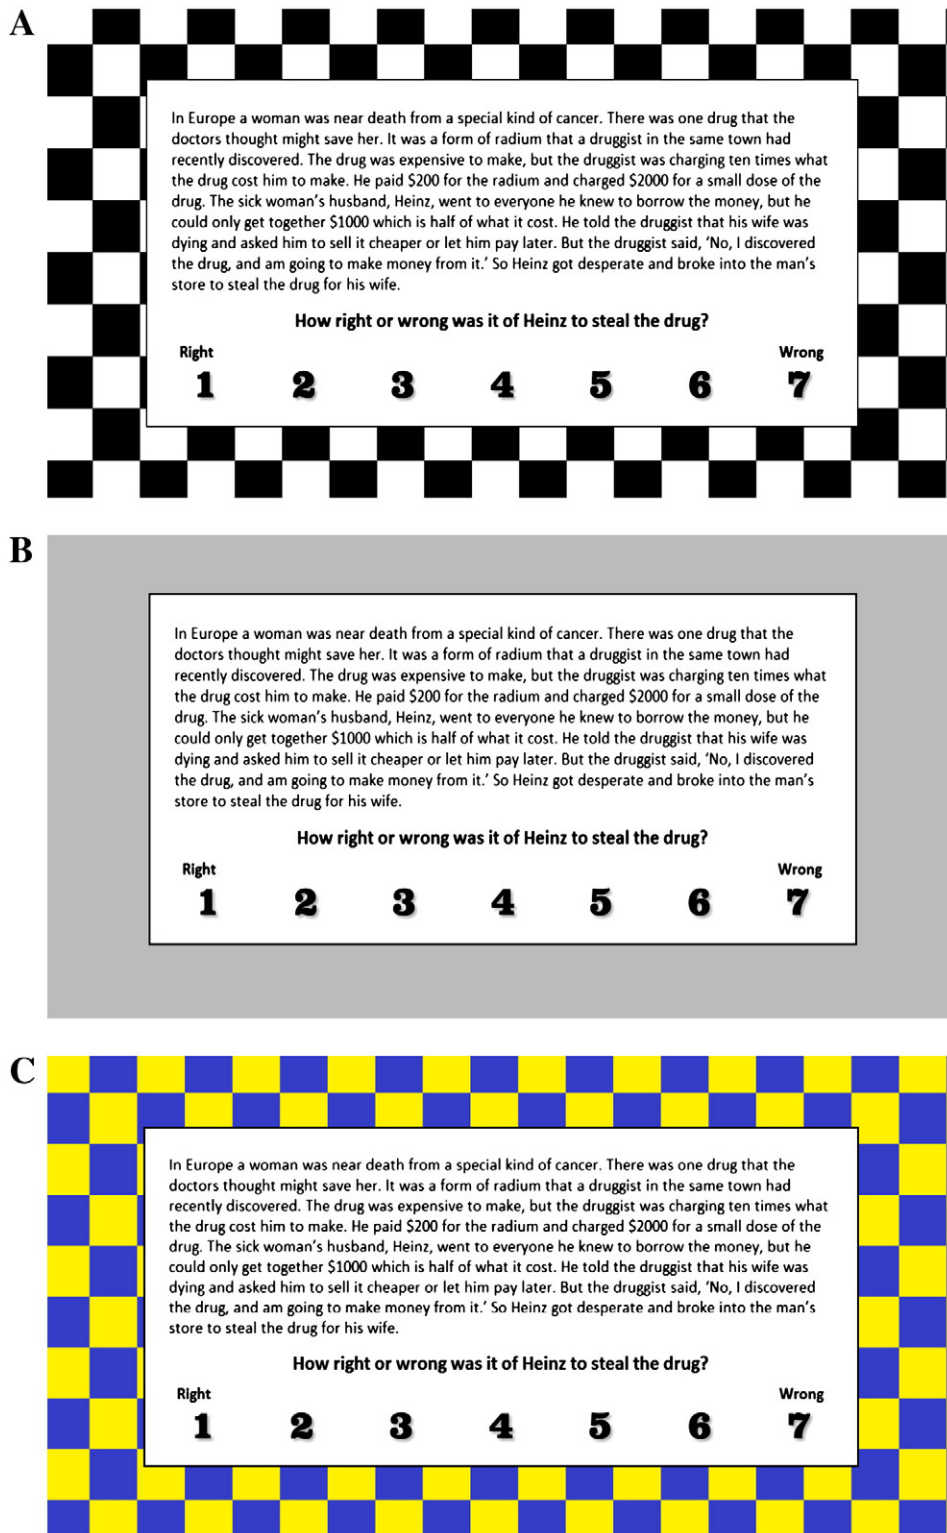 A
In Europe a woman was near death from a special kind of cancer. There was one drug that the
doctors thought might save her. It was a form of radium that a druggist in the same town had
recently discovered. The drug was expensive to make, but the druggist was charging ten times what
the drug cost him to make. He paid $200 for the radium and charged $2000 for a small dose of the
drug. The sick woman's husband, Heinz, went to everyone he knew to borrow the money, but he
could only get together $1000 which is half of what it cost. He told the druggist that his wife was
dying and asked him to sell it cheaper or let him pay later. But the druggist said, ‘No, I discovered
the drug, and am going to make money from it.’ So Heinz got desperate and broke into the man's
store to steal the drug for his wife.
How right or wrong was it of Heinz to steal the drug?
Right Wrong
1 2 3 4 5 6 7
B
In Europe a woman was near death from a special kind of cancer. There was one drug that the
doctors thought might save her. It was a form of radium that a druggist in the same town had
recently discovered. The drug was expensive to make, but the druggist was charging ten times what
the drug cost him to make. He paid $200 for the radium and charged $2000 for a small dose of the
drug. The sick woman's husband, Heinz, went to everyone he knew to borrow the money, but he
could only get together $1000 which is half of what it cost. He told the druggist that his wife was
dying and asked him to sell it cheaper or let him pay later. But the druggist said, ‘No, I discovered
the drug, and am going to make money from it.’ So Heinz got desperate and broke into the man's
store to steal the drug for his wife.
How right or wrong was it of Heinz to steal the drug?
Right Wrong
1 2 3 4 5 6 7
C
In Europe a woman was near death from a special kind of cancer. There was one drug that the
doctors thought might save her. It was a form of radium that a druggist in the same town had
recently discovered. The drug was expensive to make, but the druggist was charging ten times what
the drug cost him to make. He paid $200 for the radium and charged $2000 for a small dose of the
drug. The sick woman's husband, Heinz, went to everyone he knew to borrow the money, but he
could only get together $1000 which is half of what it cost. He told the druggist that his wife was
dying and asked him to sell it cheaper or let him pay later. But the druggist said, ‘No, I discovered
the drug, and am going to make money from it.’ So Heinz got desperate and broke into the man's
store to steal the drug for his wife.
How right or wrong was it of Heinz to steal the drug?
Right Wrong
1 2 3 4 5 6 7